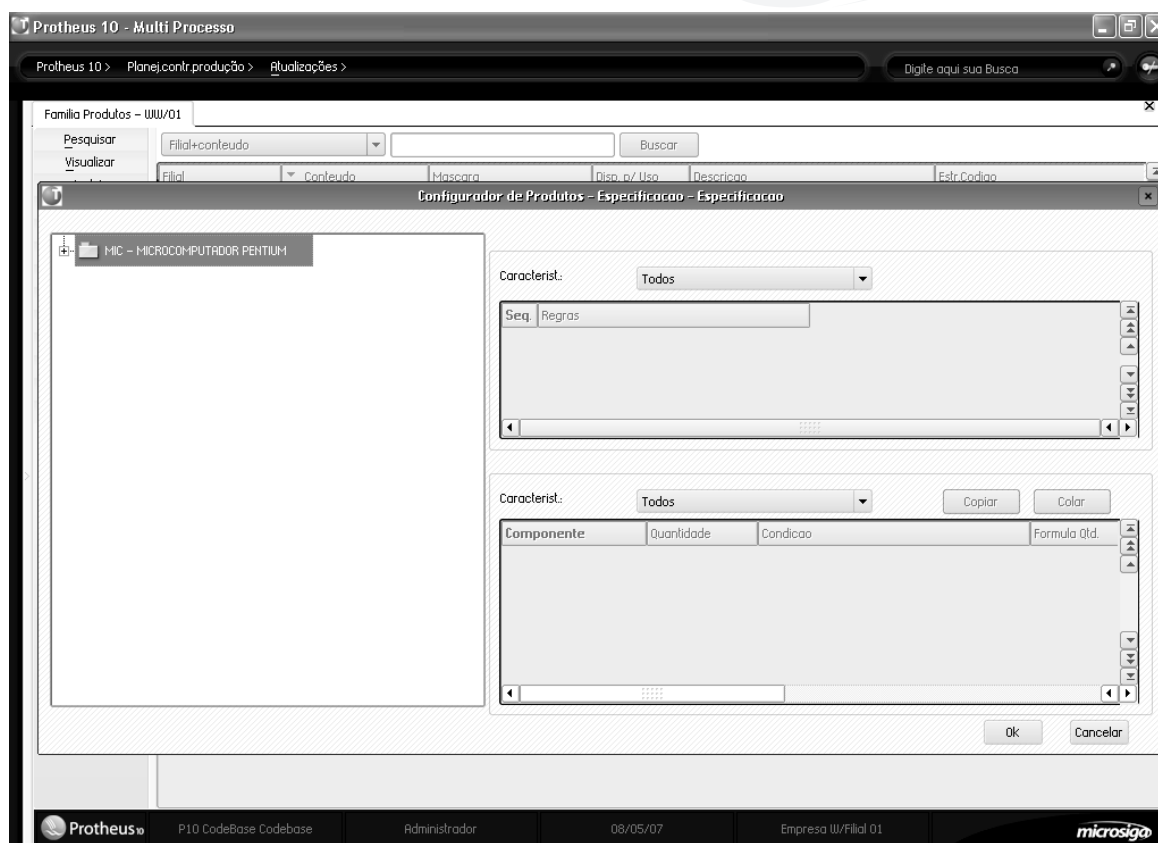 Protheus 10 - Multi Processo
Protheus 10 > Planej.contr.produção > Atualizações >
Digite aqui sua Busca
Familia Produtos - WW/01
Pesquisar
Filial+conteudo
Buscar
Visualizar
Filial Conteudo Mascara Disp. p/ Uso Descricao Estr.Codigo
Configurador de Produtos - Especificacao - Especificacao
MIC - MICROCOMPUTADOR PENTIUM
Caracterist.: Todos
Seq. Regras
Caracterist.: Todos Copiar Colar
Componente Quantidade Condicao Formula Qtd.
Ok Cancelar
Protheus10 P10 CodeBase Codebase Administrador 08/05/07 Empresa W/Filial 01 microsiga